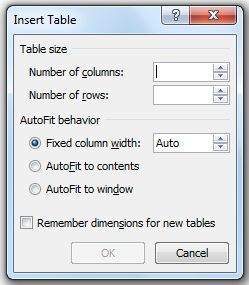 Insert Table
Table size
Number of columns:
Number of rows:
AutoFit behavior
Fixed column width: Auto
AutoFit to contents
AutoFit to window
Remember dimensions for new tables
OK Cancel